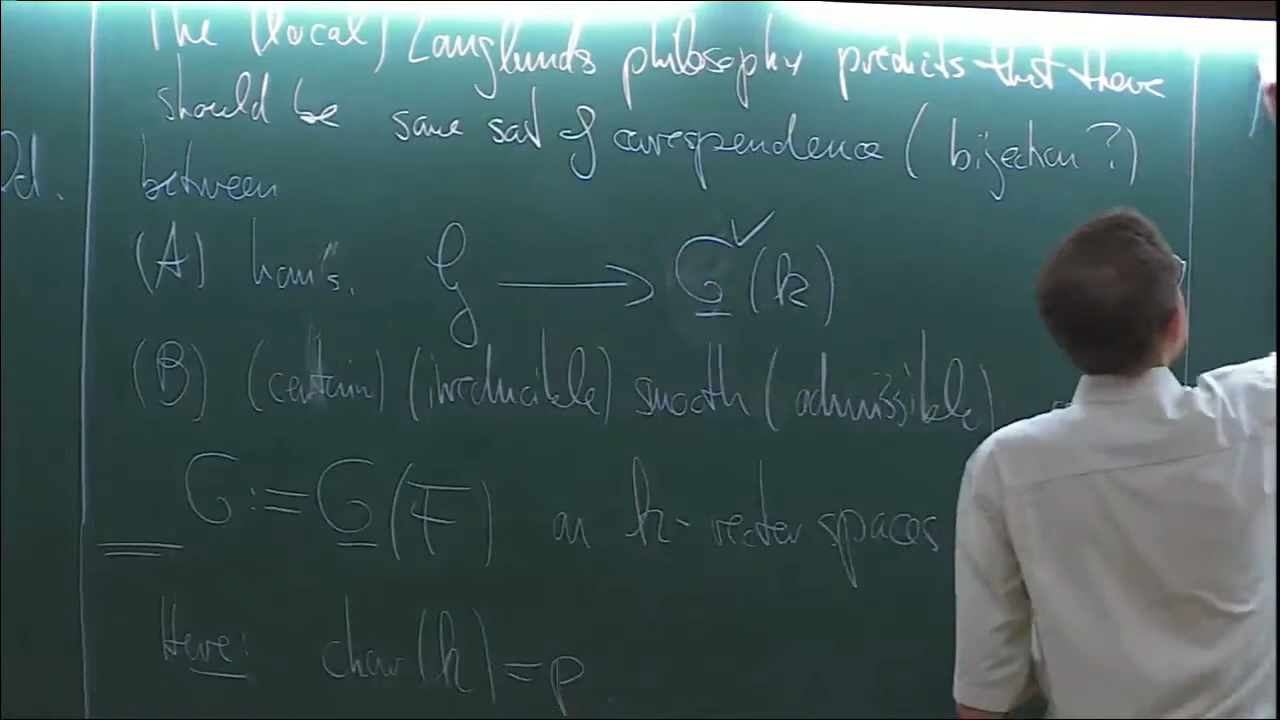 The (local) Langlands philosophy predicts that there
should be some sort of correspondence (bijection ?)
between
(A) hom's. 𝒢 ⟶ G̲ˇ(k)
(B) (certain) (irreducible) smooth (admissible)
G := G̲(F) on k-vector spaces
Here: char(k) = p